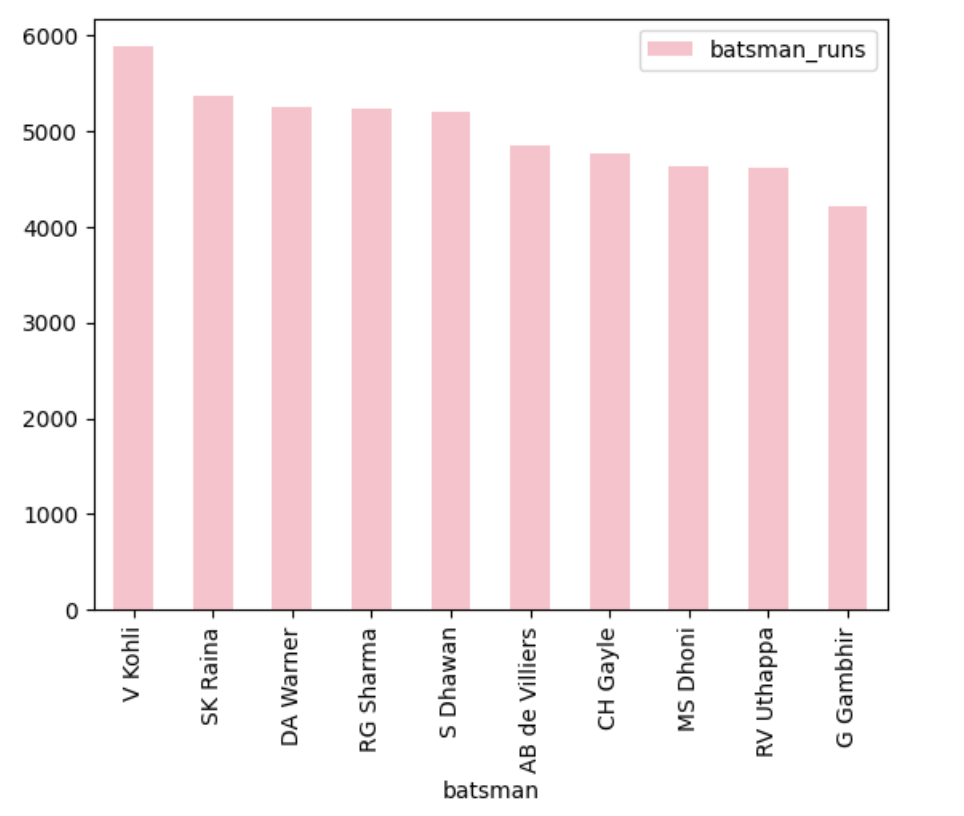 6000
5000
4000
3000
2000
1000
0
batsman_runs
V Kohli
SK Raina
DA Warner
RG Sharma
S Dhawan
AB de Villiers
CH Gayle
MS Dhoni
RV Uthappa
G Gambhir
batsman